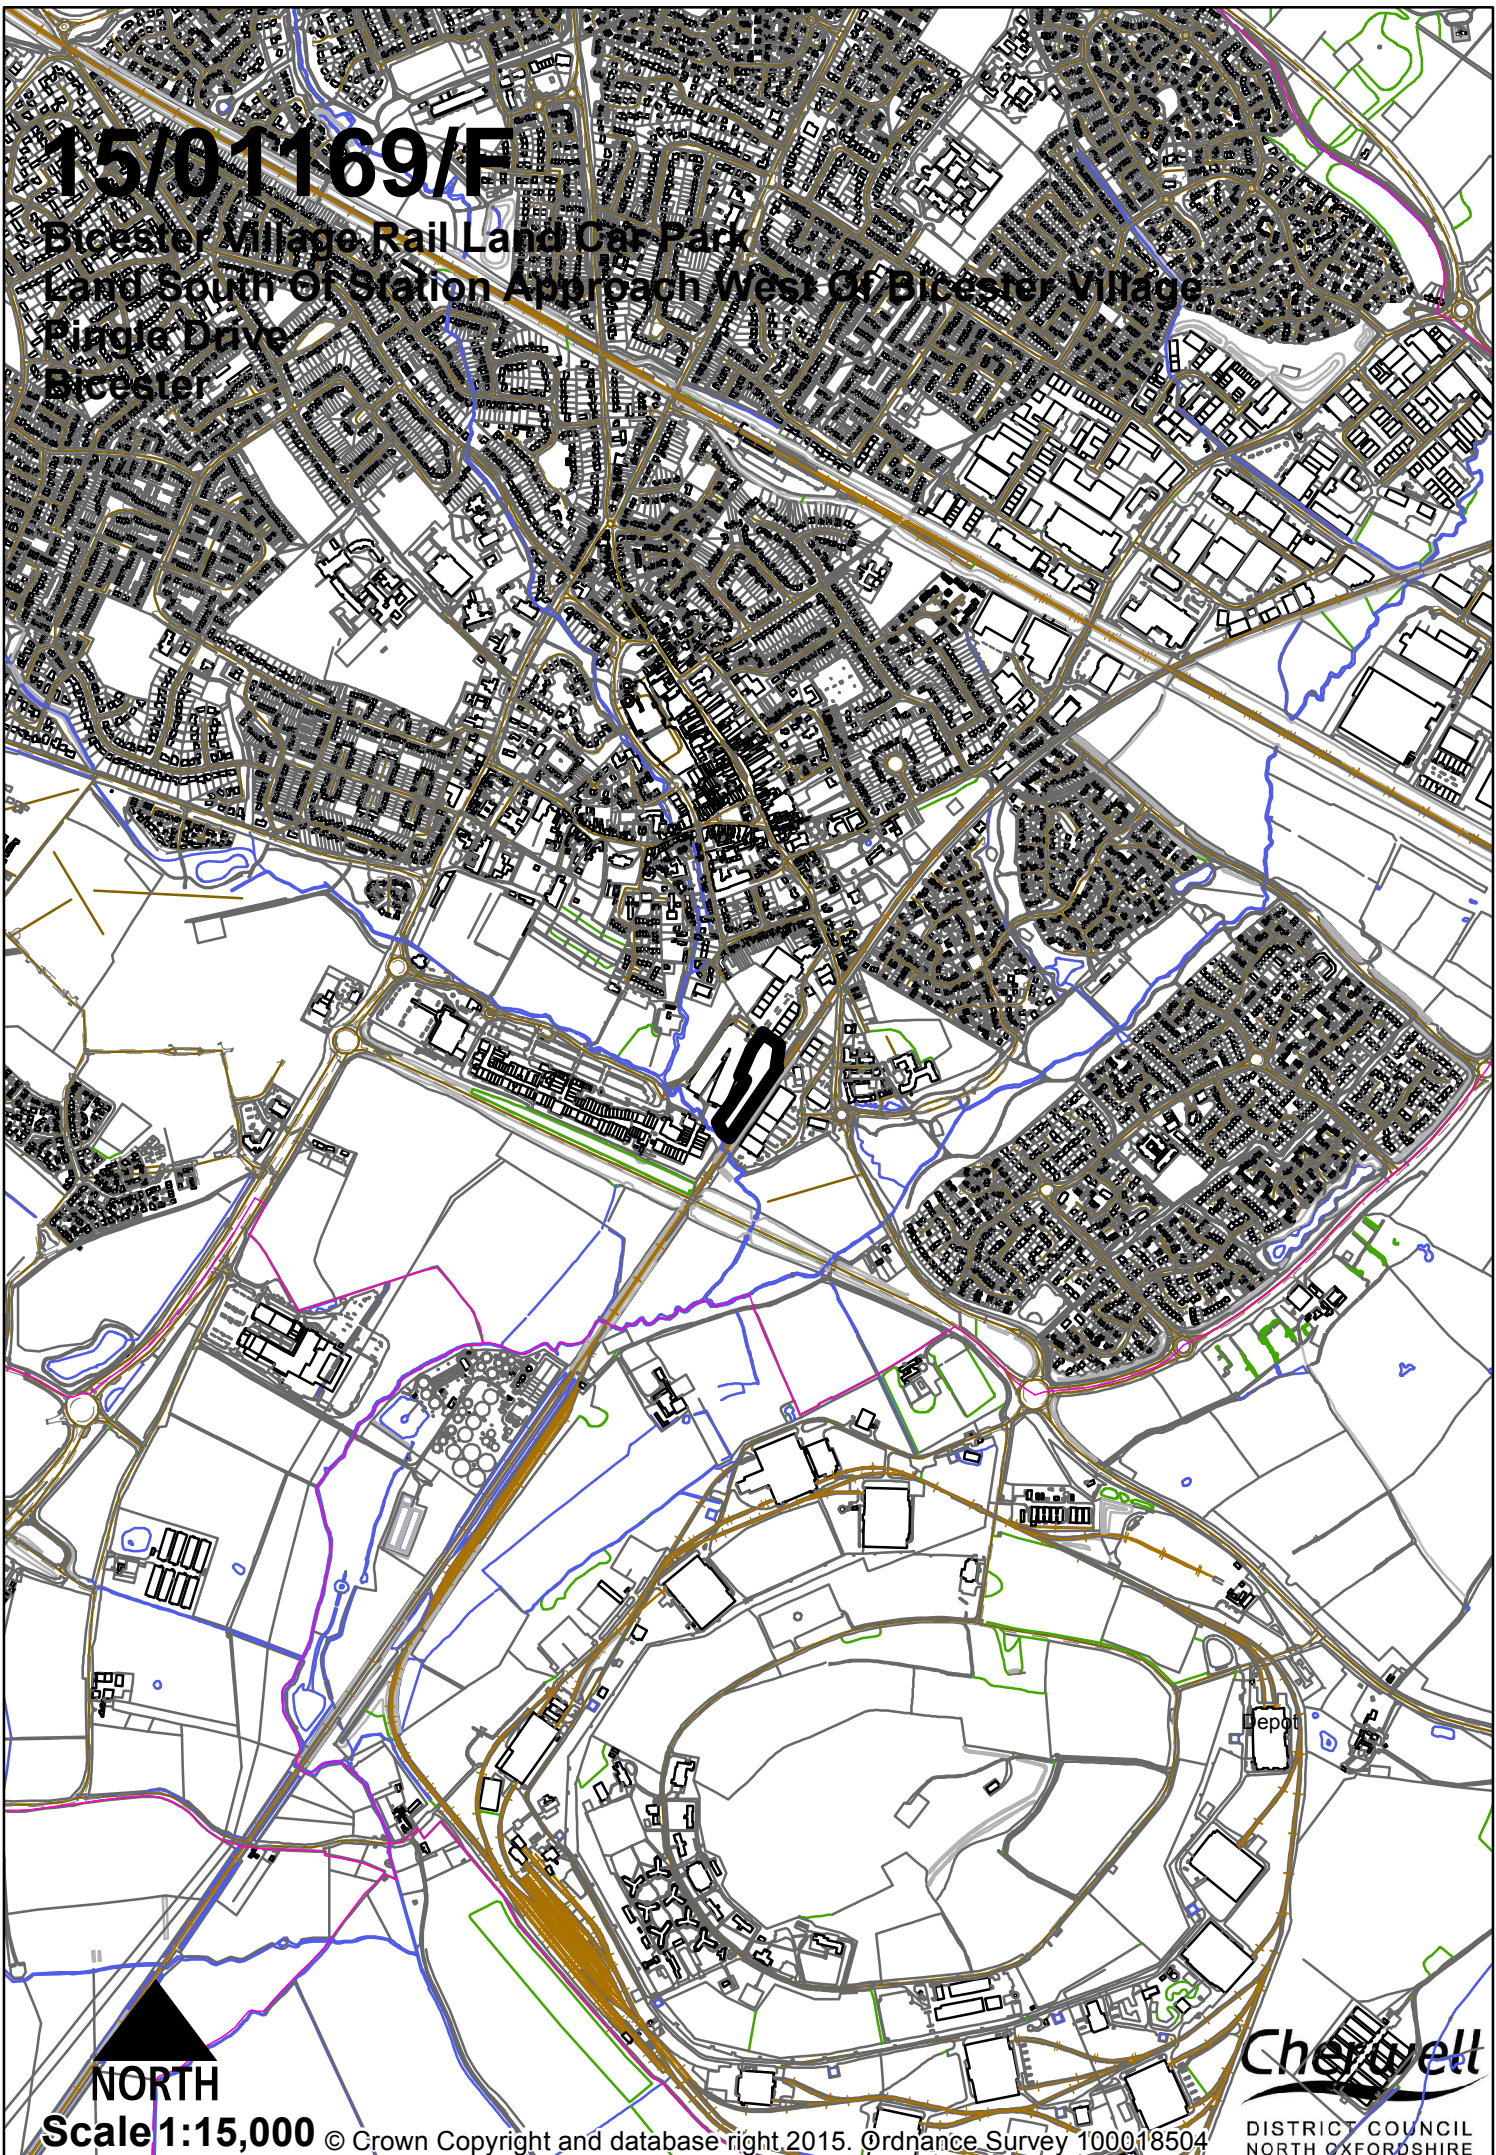 15/01169/F
Bicester Village Rail Land Car Park
Land South Of Station Approach West Of Bicester Village
Pingle Drive
Bicester
Depot
NORTH
Scale 1:15,000 © Crown Copyright and database right 2015. Ordnance Survey 100018504
Cherwell
DISTRICT COUNCIL
NORTH OXFORDSHIRE